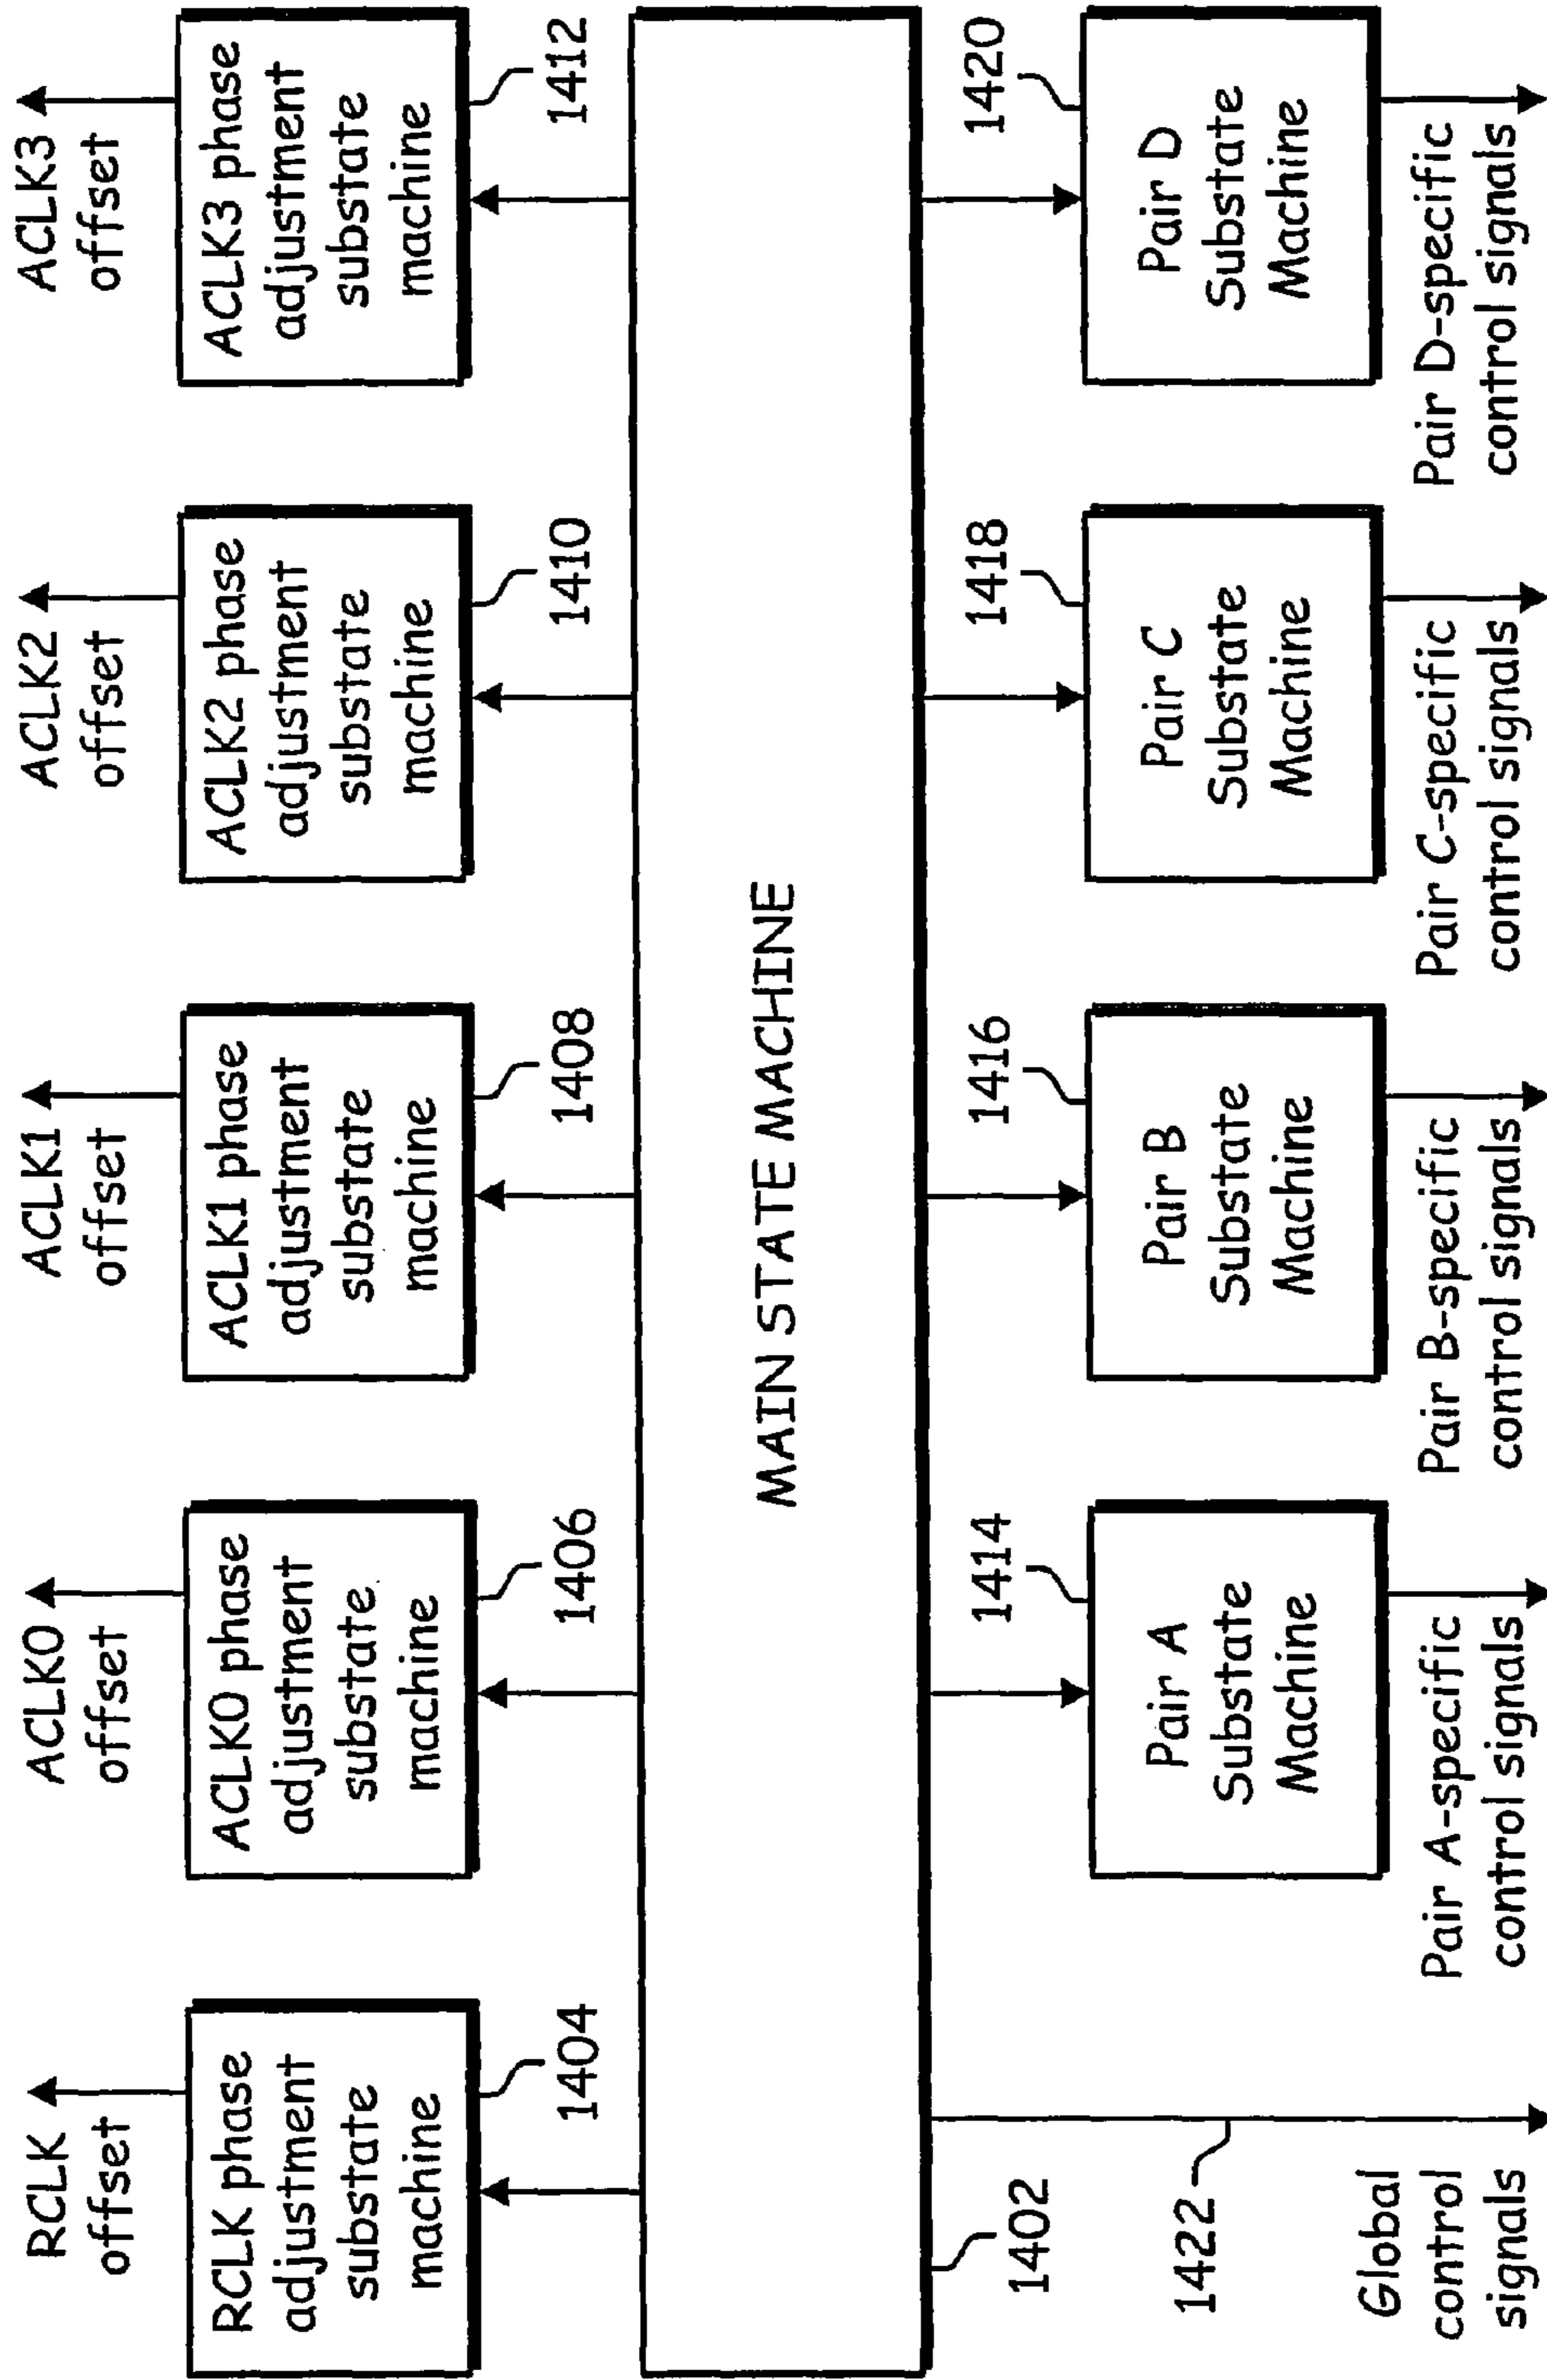 RCLK
offset
ACLK0
offset
ACLK1
offset
ACLK2
offset
ACLK3
offset
RCLK phase
adjustment
substate
machine
ACLK0 phase
adjustment
substate
machine
ACLK1 phase
adjustment
substate
machine
ACLK2 phase
adjustment
substate
machine
ACLK3 phase
adjustment
substate
machine
1404
1406
1408
1410
1412
MAIN STATE MACHINE
1402
1414
1416
1418
1420
1422
Pair A
Substate
Machine
Pair B
Substate
Machine
Pair C
Substate
Machine
Pair D
Substate
Machine
Global
control
signals
Pair A-specific
control signals
Pair B-specific
control signals
Pair C-specific
control signals
Pair D-specific
control signals